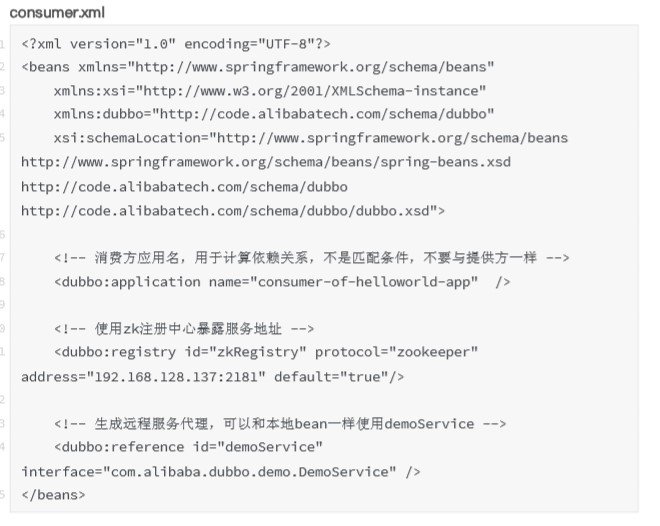 consumer.xml
1 <?xml version="1.0" encoding="UTF-8"?>
2 <beans xmlns="http://www.springframework.org/schema/beans"
3     xmlns:xsi="http://www.w3.org/2001/XMLSchema-instance"
4     xmlns:dubbo="http://code.alibabatech.com/schema/dubbo"
5     xsi:schemaLocation="http://www.springframework.org/schema/beans
http://www.springframework.org/schema/beans/spring-beans.xsd
http://code.alibabatech.com/schema/dubbo
http://code.alibabatech.com/schema/dubbo/dubbo.xsd">
6
7     <!-- 消费方应用名，用于计算依赖关系，不是匹配条件，不要与提供方一样 -->
8     <dubbo:application name="consumer-of-helloworld-app"  />
9
0     <!-- 使用zk注册中心暴露服务地址 -->
1     <dubbo:registry id="zkRegistry" protocol="zookeeper"
address="192.168.128.137:2181" default="true"/>
2
3     <!-- 生成远程服务代理，可以和本地bean一样使用demoService -->
4     <dubbo:reference id="demoService"
interface="com.alibaba.dubbo.demo.DemoService" />
5 </beans>